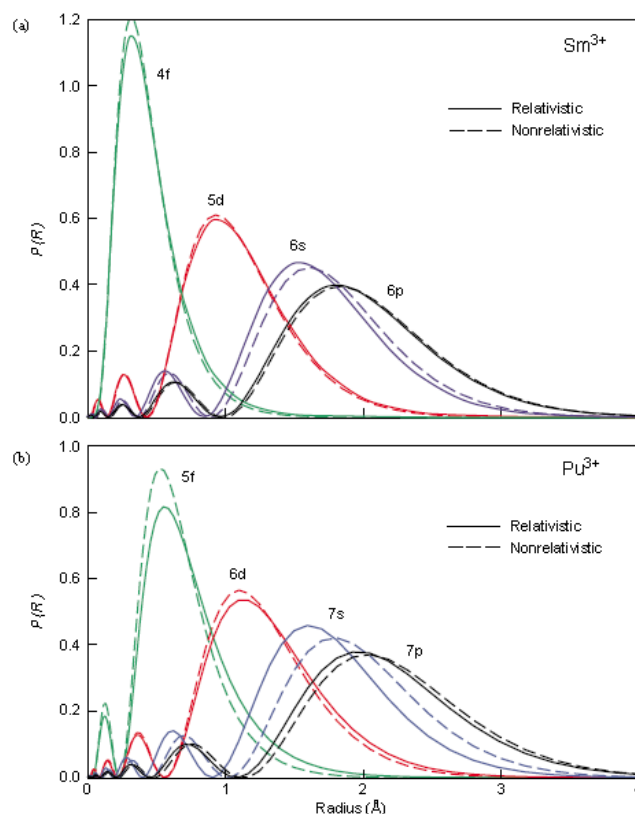 (a)
Sm³⁺
1.2
1.0
0.8
0.6
0.4
0.2
0.0
P(R)
4f
5d
6s
6p
Relativistic
Nonrelativistic
(b)
Pu³⁺
1.0
0.8
0.6
0.4
0.2
0.0
P(R)
5f
6d
7s
7p
Relativistic
Nonrelativistic
0 1 2 3 4
Radius (Å)